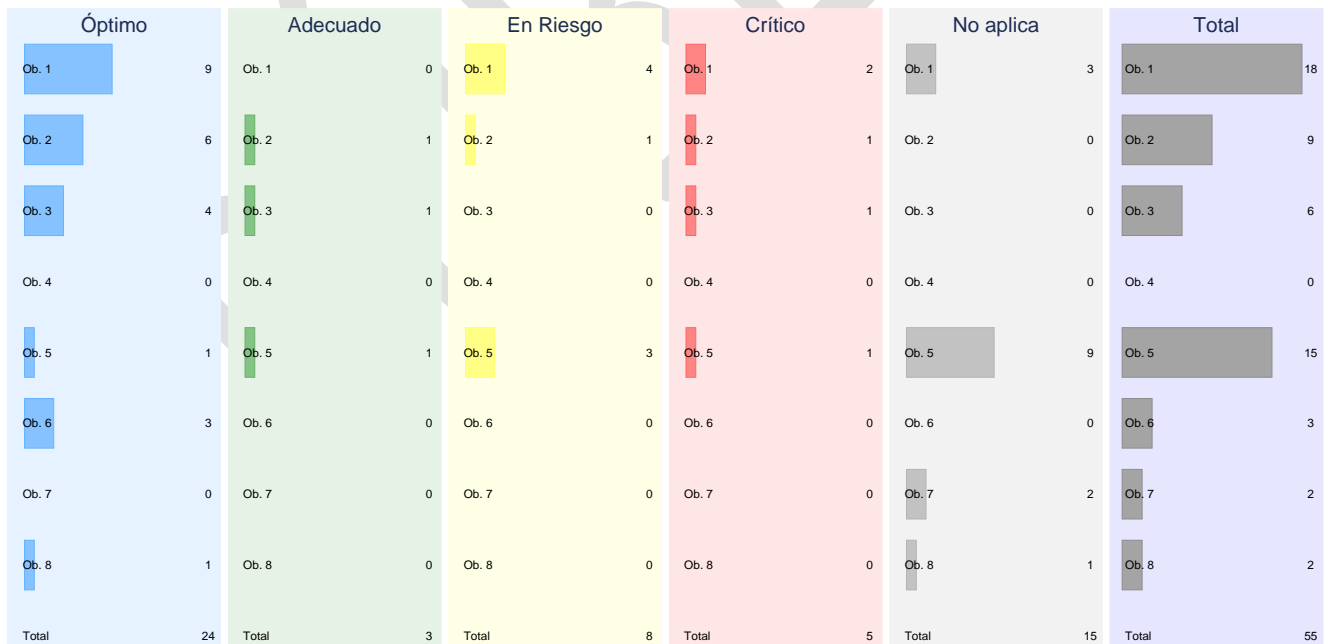 Óptimo Adecuado En Riesgo Crítico No aplica Total
Ob. 1 9 Ob. 1 0 Ob. 1 4 Ob. 1 2 Ob. 1 3 Ob. 1 18
Ob. 2 6 Ob. 2 1 Ob. 2 1 Ob. 2 1 Ob. 2 0 Ob. 2 9
Ob. 3 4 Ob. 3 1 Ob. 3 0 Ob. 3 1 Ob. 3 0 Ob. 3 6
Ob. 4 0 Ob. 4 0 Ob. 4 0 Ob. 4 0 Ob. 4 0 Ob. 4 0
Ob. 5 1 Ob. 5 1 Ob. 5 3 Ob. 5 1 Ob. 5 9 Ob. 5 15
Ob. 6 3 Ob. 6 0 Ob. 6 0 Ob. 6 0 Ob. 6 0 Ob. 6 3
Ob. 7 0 Ob. 7 0 Ob. 7 0 Ob. 7 0 Ob. 7 2 Ob. 7 2
Ob. 8 1 Ob. 8 0 Ob. 8 0 Ob. 8 0 Ob. 8 1 Ob. 8 2
Total 24 Total 3 Total 8 Total 5 Total 15 Total 55